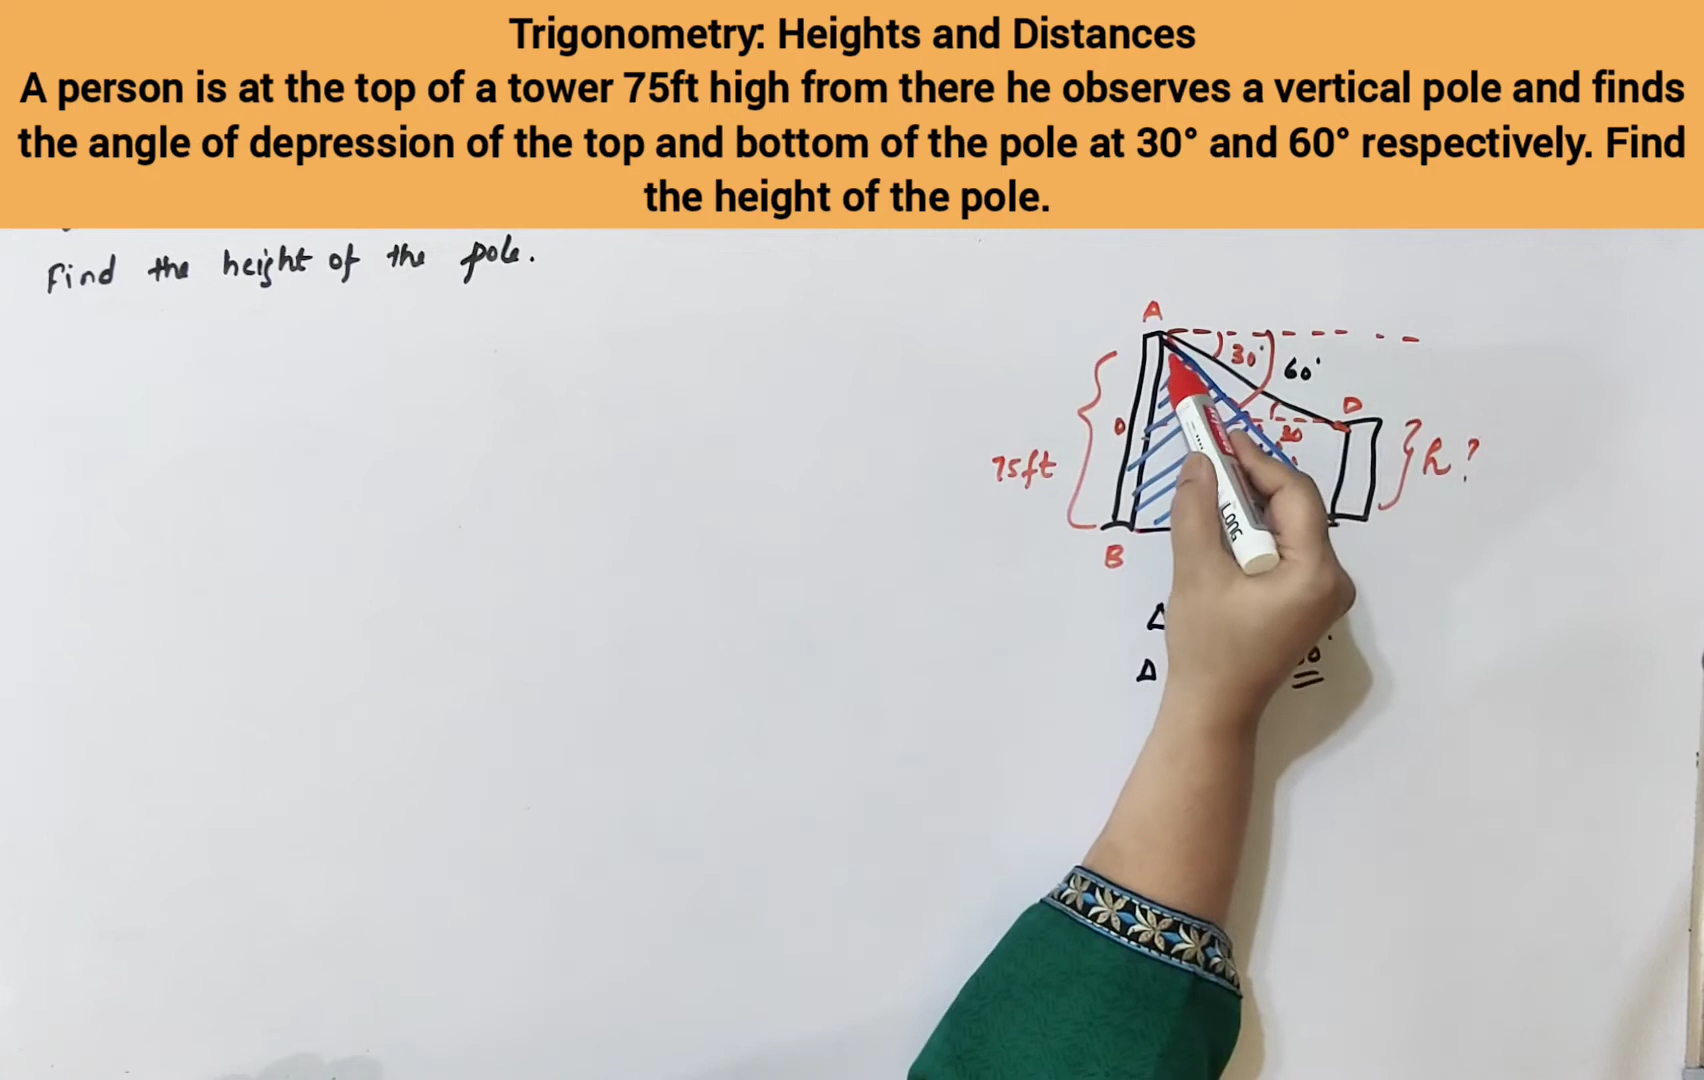 Trigonometry: Heights and Distances
A person is at the top of a tower 75ft high from there he observes a vertical pole and finds
the angle of depression of the top and bottom of the pole at 30° and 60° respectively. Find
the height of the pole.
Find the height of the pole.
A
30°
60°
D
30
75ft
h?
B
LONG
Δ
Δ